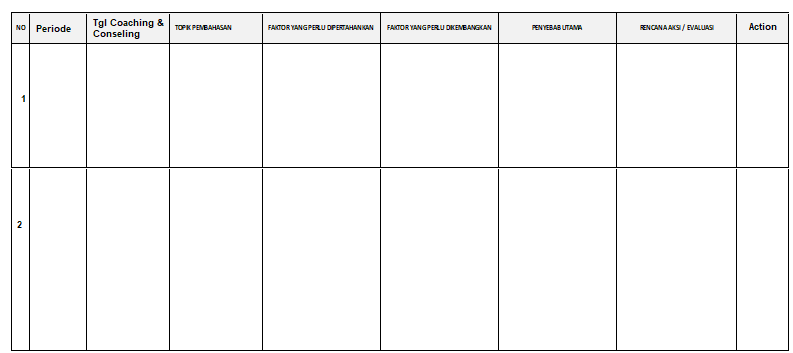 NO Periode Tgl Coaching & Conseling TOPIK PEMBAHASAN FAKTOR YANG PERLU DIPERTAHANKAN FAKTOR YANG PERLU DIKEMBANGKAN PENYEBAB UTAMA RENCANA AKSI / EVALUASI Action
1
2